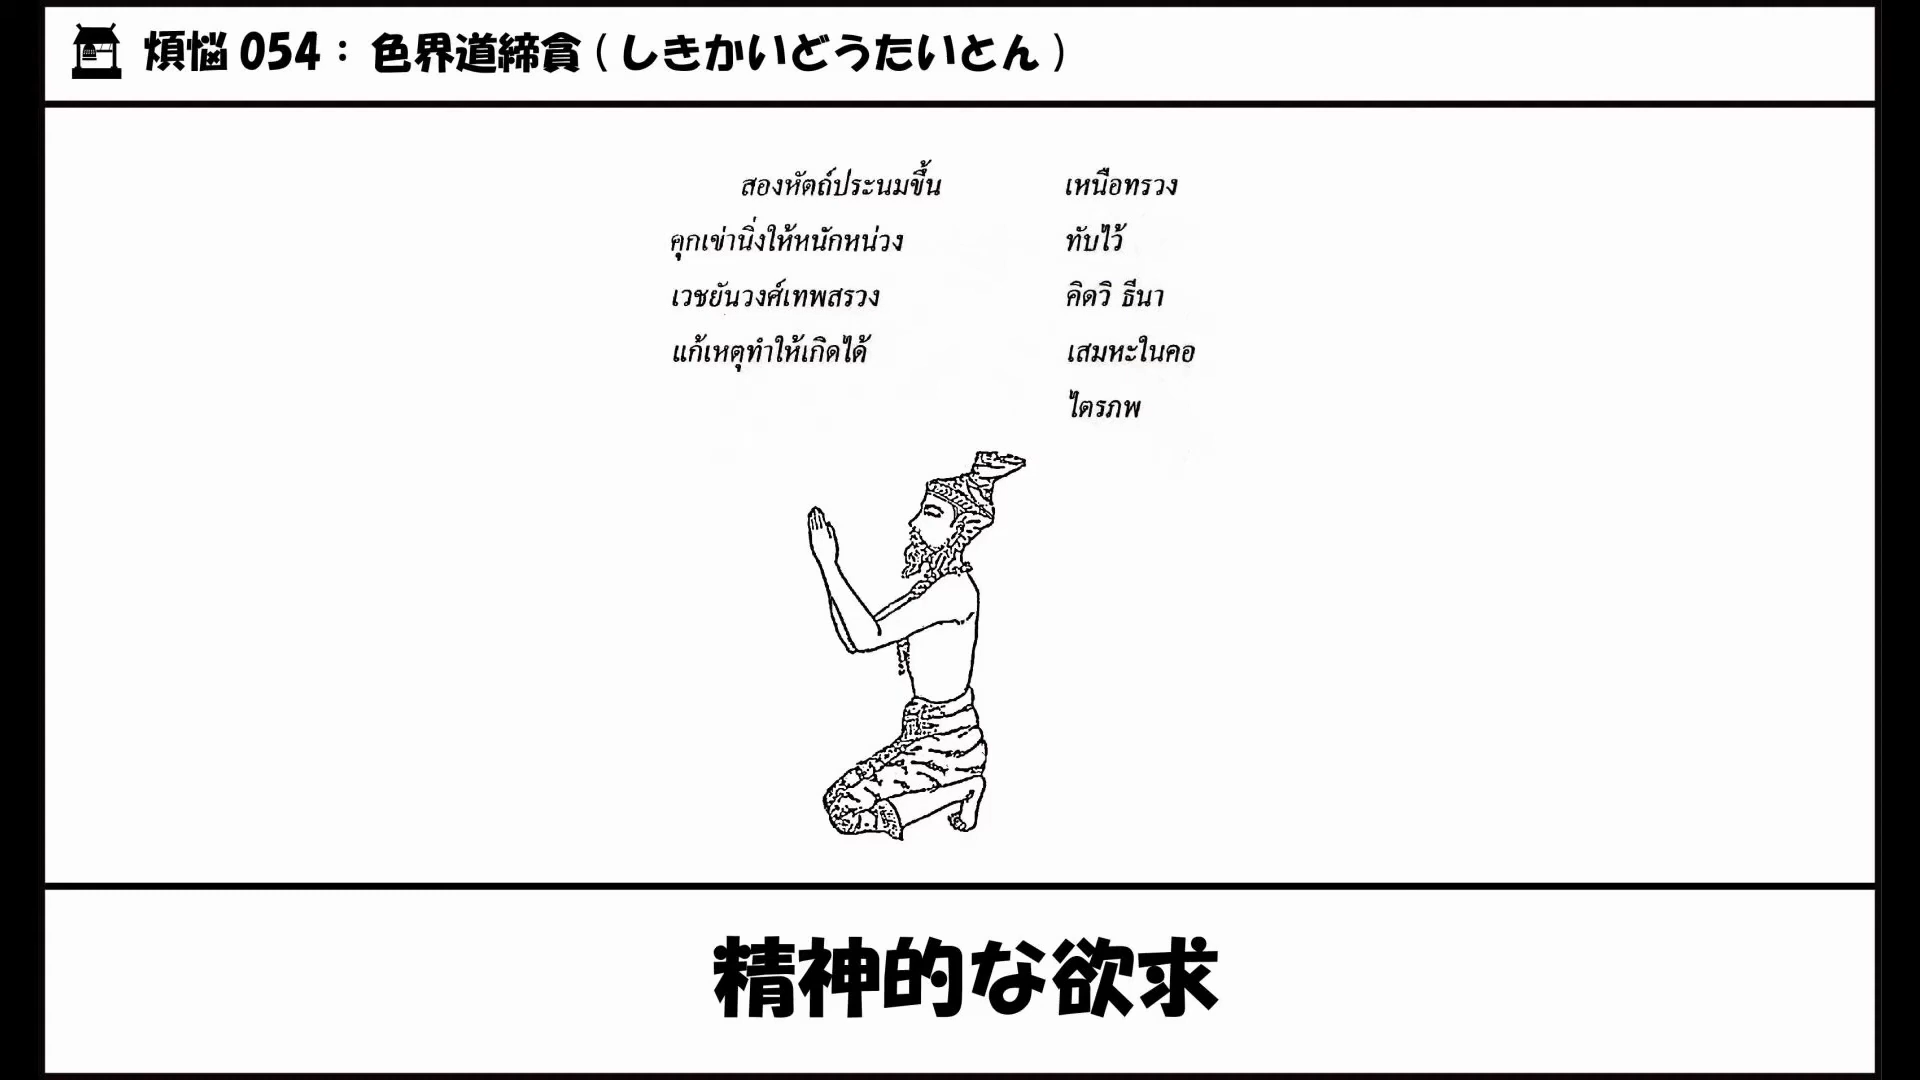 煩悩 054： 色界道締貪 ( しきかいどうたいとん )
สองหัตถ์ประนมขึ้น เหนือทรวง
คุกเข่านิ่งให้หนักหน่วง ทับไว้
เวชยันวงศ์เทพสรวง คิดวิ ธีนา
แก้เหตุทำให้เกิดได้ เสมหะในคอ
ไตรภพ
精神的な欲求